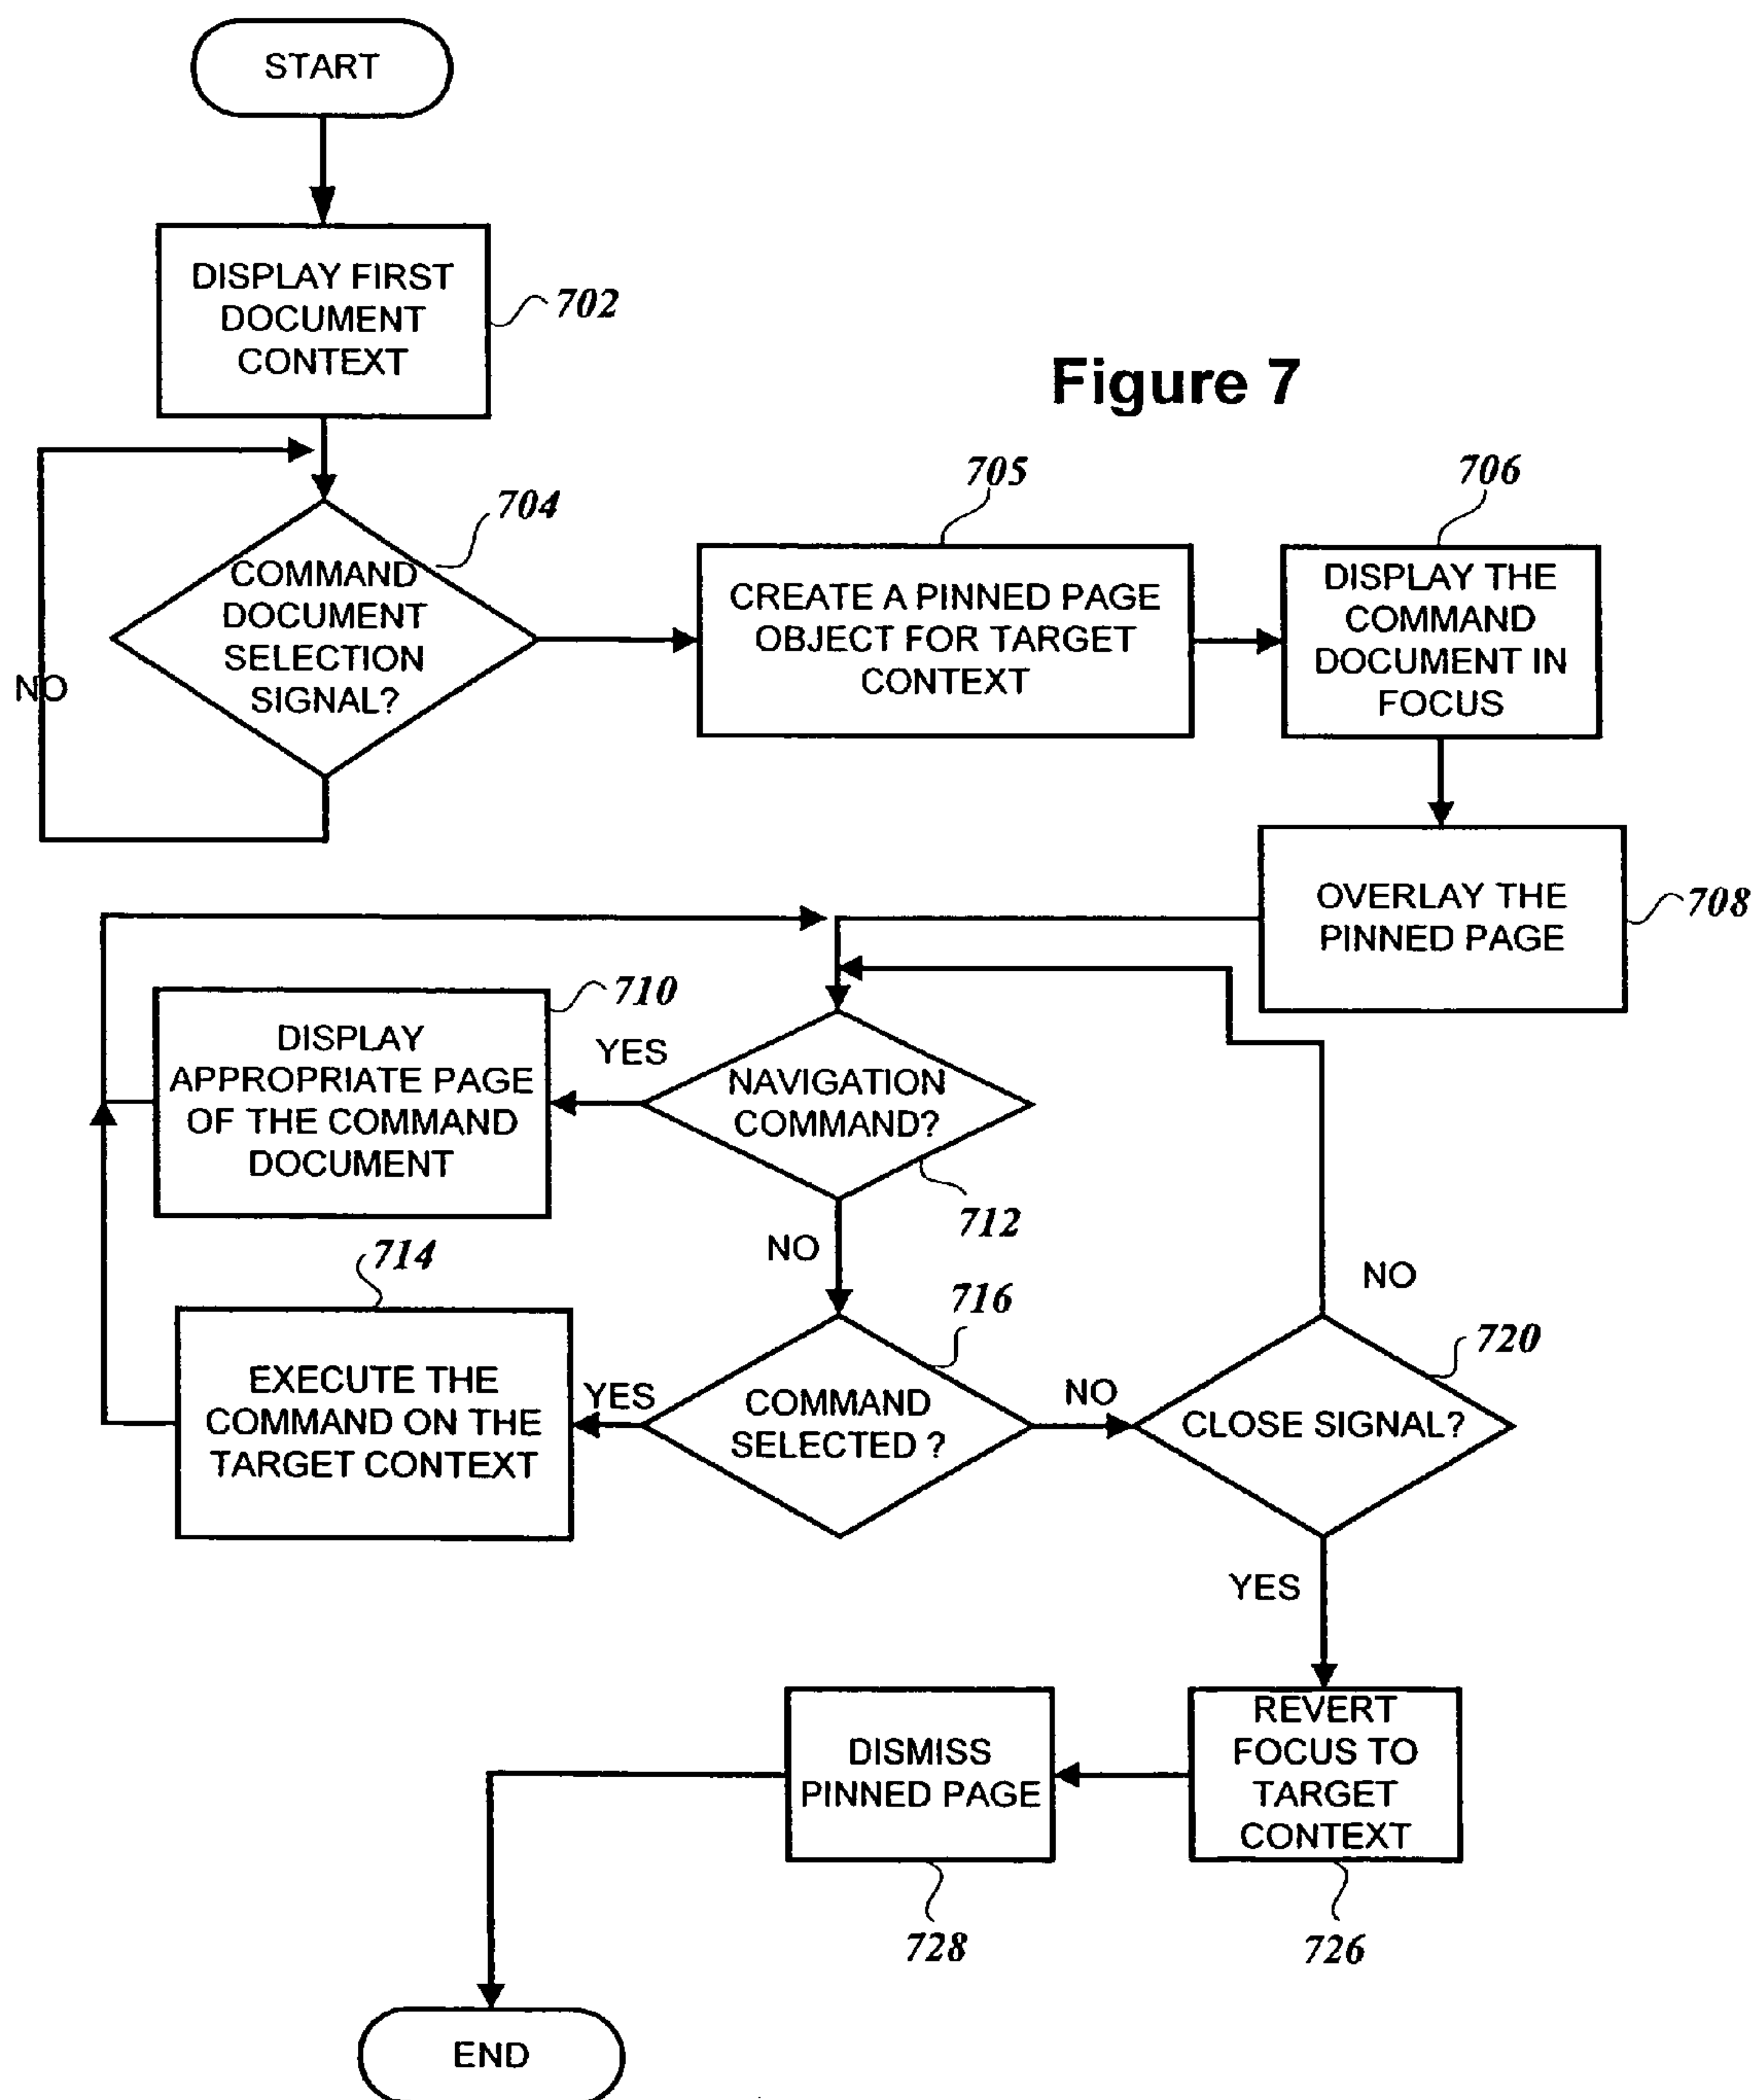 START
DISPLAY FIRST
DOCUMENT
CONTEXT
702
Figure 7
704
COMMAND
DOCUMENT
SELECTION
SIGNAL?
NO
705
CREATE A PINNED PAGE
OBJECT FOR TARGET
CONTEXT
706
DISPLAY THE
COMMAND
DOCUMENT IN
FOCUS
OVERLAY THE
PINNED PAGE
708
710
DISPLAY
APPROPRIATE PAGE
OF THE COMMAND
DOCUMENT
YES
NAVIGATION
COMMAND?
712
NO
714
EXECUTE THE
COMMAND ON THE
TARGET CONTEXT
YES
716
COMMAND
SELECTED ?
NO
NO
720
CLOSE SIGNAL?
YES
REVERT
FOCUS TO
TARGET
CONTEXT
726
DISMISS
PINNED PAGE
728
END